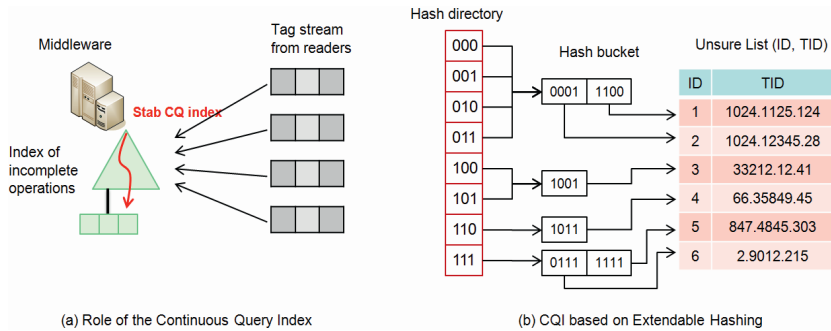 Middleware
Tag stream
from readers
Stab CQ index
Index of
incomplete
operations
(a) Role of the Continuous Query Index
Hash directory
Hash bucket
Unsure List (ID, TID)
000
001
010
011
100
101
110
111
0001 1100
1001
1011
0111 1111
ID TID
1 1024.1125.124
2 1024.12345.28
3 33212.12.41
4 66.35849.45
5 847.4845.303
6 2.9012.215
(b) CQI based on Extendable Hashing